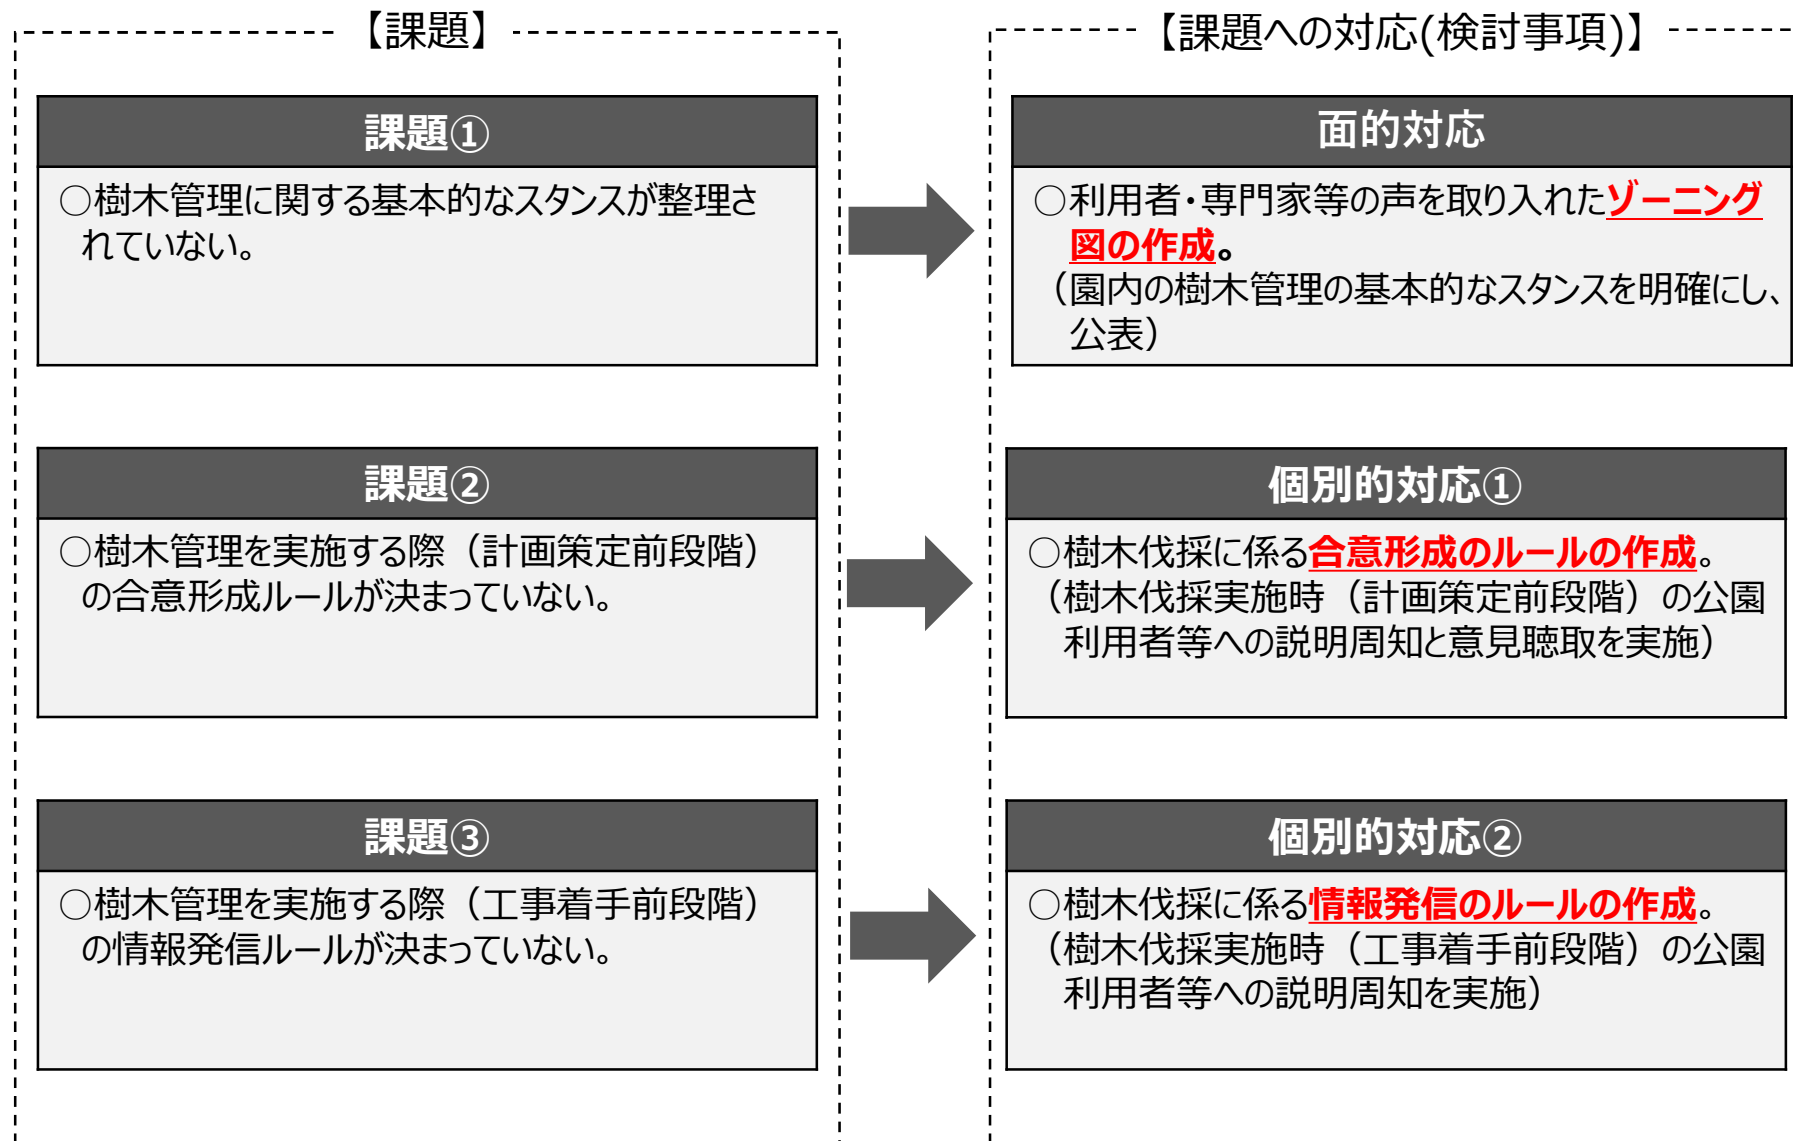 【課題】
課題①
○樹木管理に関する基本的なスタンスが整理さ
れていない。
課題②
○樹木管理を実施する際（計画策定前段階）
の合意形成ルールが決まっていない。
課題③
○樹木管理を実施する際（工事着手前段階）
の情報発信ルールが決まっていない。
【課題への対応(検討事項)】
面的対応
○利用者・専門家等の声を取り入れたゾーニング
図の作成。
（園内の樹木管理の基本的なスタンスを明確にし、
公表）
個別的対応①
○樹木伐採に係る合意形成のルールの作成。
（樹木伐採実施時（計画策定前段階）の公園
利用者等への説明周知と意見聴取を実施）
個別的対応②
○樹木伐採に係る情報発信のルールの作成。
（樹木伐採実施時（工事着手前段階）の公園
利用者等への説明周知を実施）